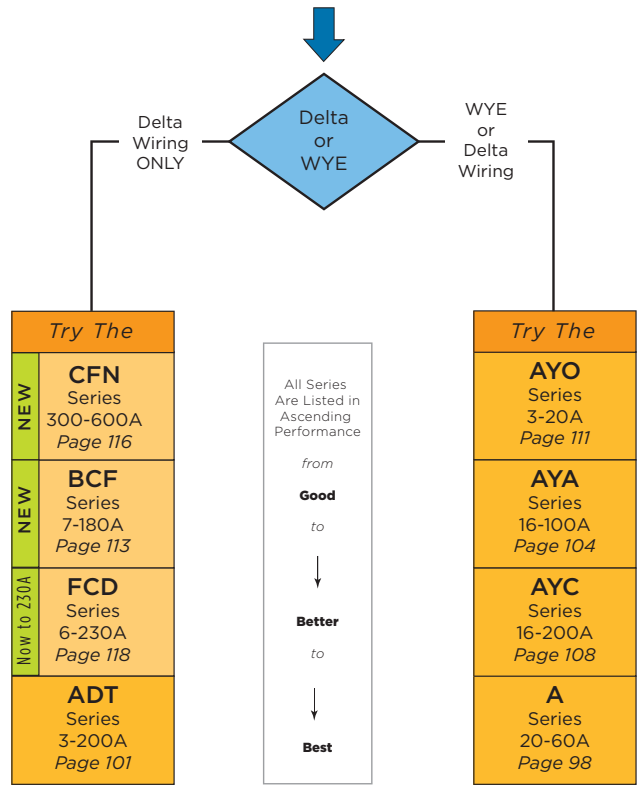 Delta
or
WYE
Delta
Wiring
ONLY
WYE
or
Delta
Wiring
Try The
NEW
CFN
Series
300-600A
Page 116
NEW
BCF
Series
7-180A
Page 113
Now to 230A
FCD
Series
6-230A
Page 118
ADT
Series
3-200A
Page 101
All Series
Are Listed in
Ascending
Performance
from
Good
to
Better
to
Best
Try The
AYO
Series
3-20A
Page 111
AYA
Series
16-100A
Page 104
AYC
Series
16-200A
Page 108
A
Series
20-60A
Page 98